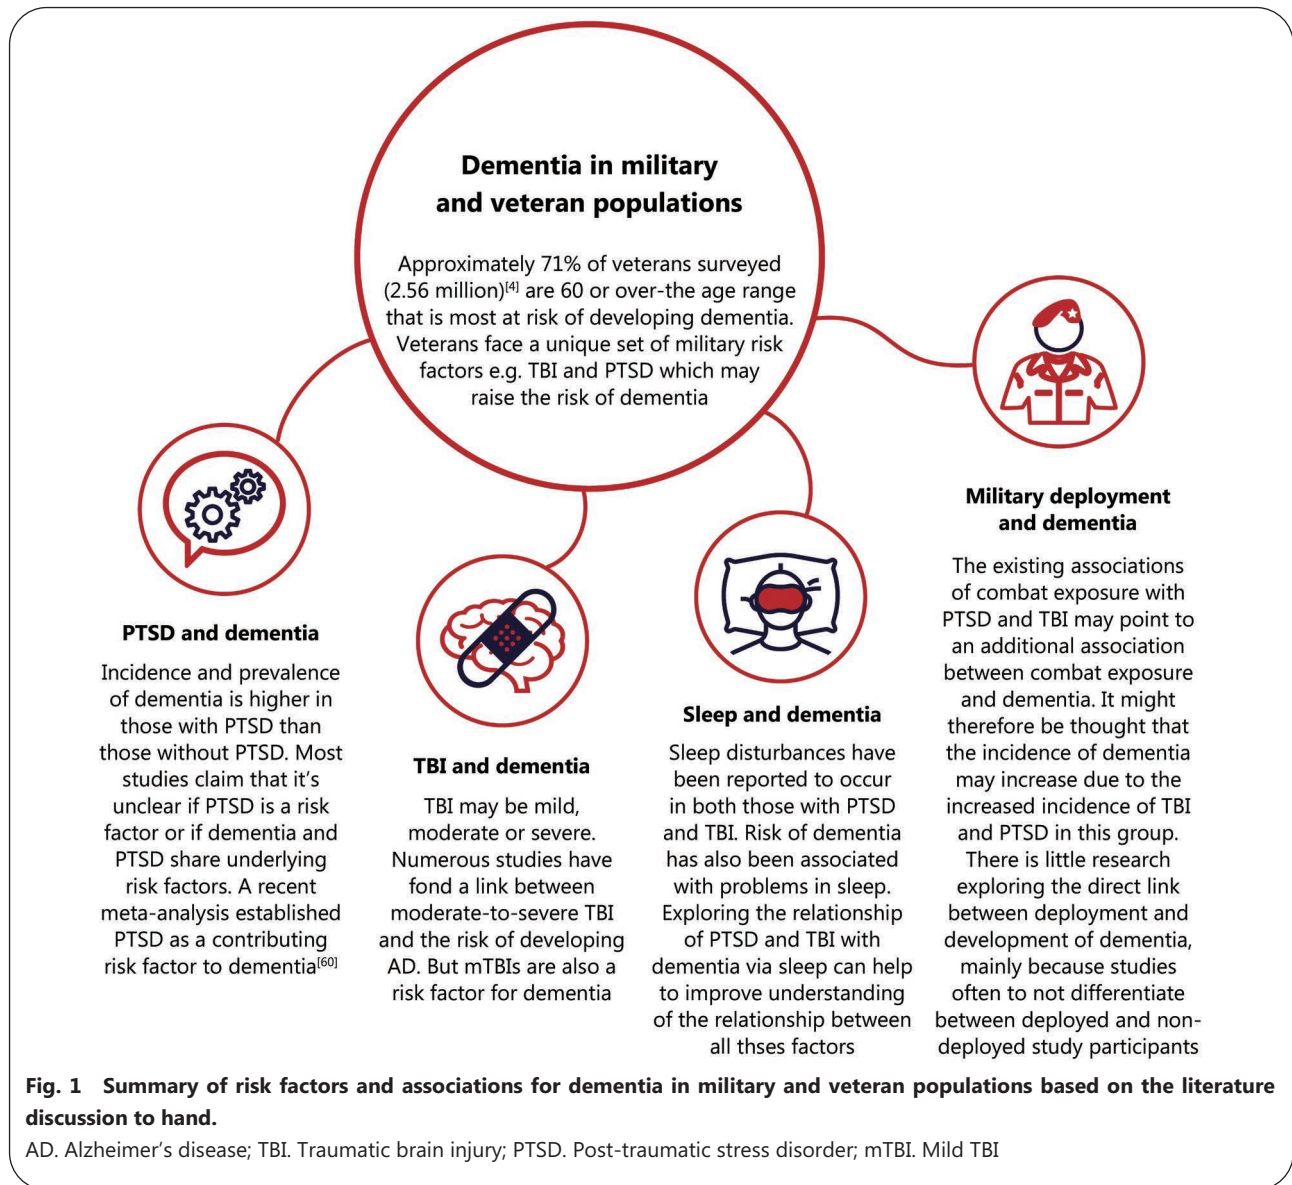 Dementia in military
and veteran populations
Approximately 71% of veterans surveyed
(2.56 million)[4] are 60 or over-the age range
that is most at risk of developing dementia.
Veterans face a unique set of military risk
factors e.g. TBI and PTSD which may
raise the risk of dementia
PTSD and dementia
Incidence and prevalence
of dementia is higher in
those with PTSD than
those without PTSD. Most
studies claim that it's
unclear if PTSD is a risk
factor or if dementia and
PTSD share underlying
risk factors. A recent
meta-analysis established
PTSD as a contributing
risk factor to dementia[60]
TBI and dementia
TBI may be mild,
moderate or severe.
Numerous studies have
fond a link between
moderate-to-severe TBI
and the risk of developing
AD. But mTBIs are also a
risk factor for dementia
Sleep and dementia
Sleep disturbances have
been reported to occur
in both those with PTSD
and TBI. Risk of dementia
has also been associated
with problems in sleep.
Exploring the relationship
of PTSD and TBI with
dementia via sleep can help
to improve understanding
of the relationship between
all thses factors
Military deployment
and dementia
The existing associations
of combat exposure with
PTSD and TBI may point to
an additional association
between combat exposure
and dementia. It might
therefore be thought that
the incidence of dementia
may increase due to the
increased incidence of TBI
and PTSD in this group.
There is little research
exploring the direct link
between deployment and
development of dementia,
mainly because studies
often to not differentiate
between deployed and non-
deployed study participants
Fig. 1 Summary of risk factors and associations for dementia in military and veteran populations based on the literature
discussion to hand.
AD. Alzheimer's disease; TBI. Traumatic brain injury; PTSD. Post-traumatic stress disorder; mTBI. Mild TBI